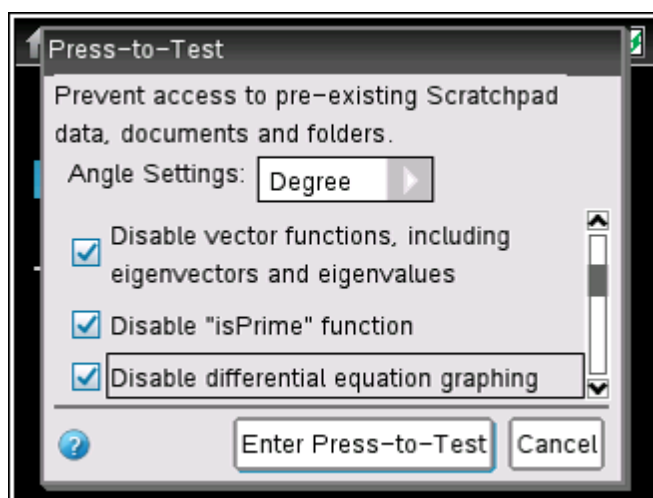 Press-to-Test
Prevent access to pre-existing Scratchpad
data, documents and folders.
Angle Settings: Degree
Disable vector functions, including
eigenvectors and eigenvalues
Disable "isPrime" function
Disable differential equation graphing
? Enter Press-to-Test Cancel